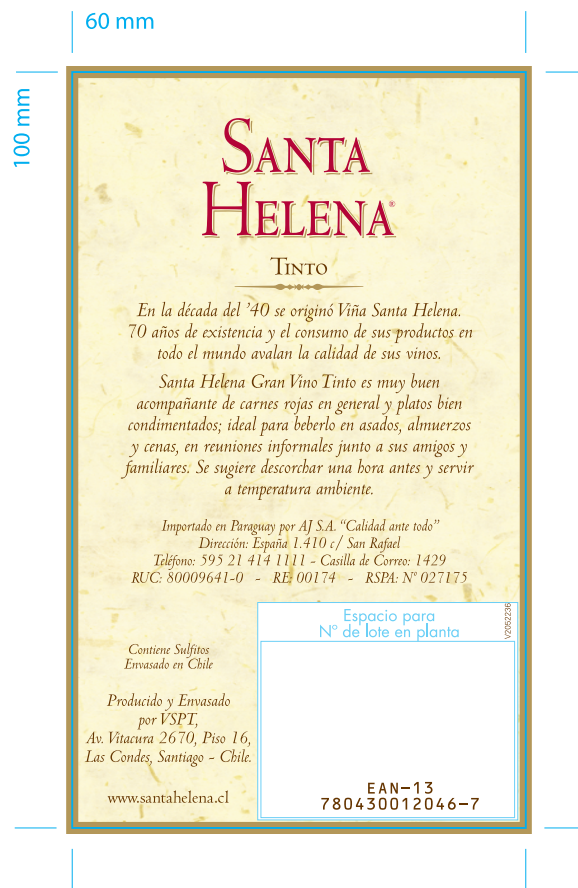 60 mm
100 mm
SANTA
HELENA®
TINTO
En la década del ’40 se originó Viña Santa Helena.
70 años de existencia y el consumo de sus productos en
todo el mundo avalan la calidad de sus vinos.
Santa Helena Gran Vino Tinto es muy buen
acompañante de carnes rojas en general y platos bien
condimentados; ideal para beberlo en asados, almuerzos
y cenas, en reuniones informales junto a sus amigos y
familiares. Se sugiere descorchar una hora antes y servir
a temperatura ambiente.
Importado en Paraguay por AJ S.A. “Calidad ante todo”
Dirección: España 1.410 c/ San Rafael
Teléfono: 595 21 414 1111 - Casilla de Correo: 1429
RUC: 80009641-0 - RE: 00174 - RSPA: Nº 027175
Espacio para
Nº de lote en planta
V2052236
Contiene Sulfitos
Envasado en Chile
Producido y Envasado
por VSPT,
Av. Vitacura 2670, Piso 16,
Las Condes, Santiago - Chile.
www.santahelena.cl
EAN-13
780430012046-7